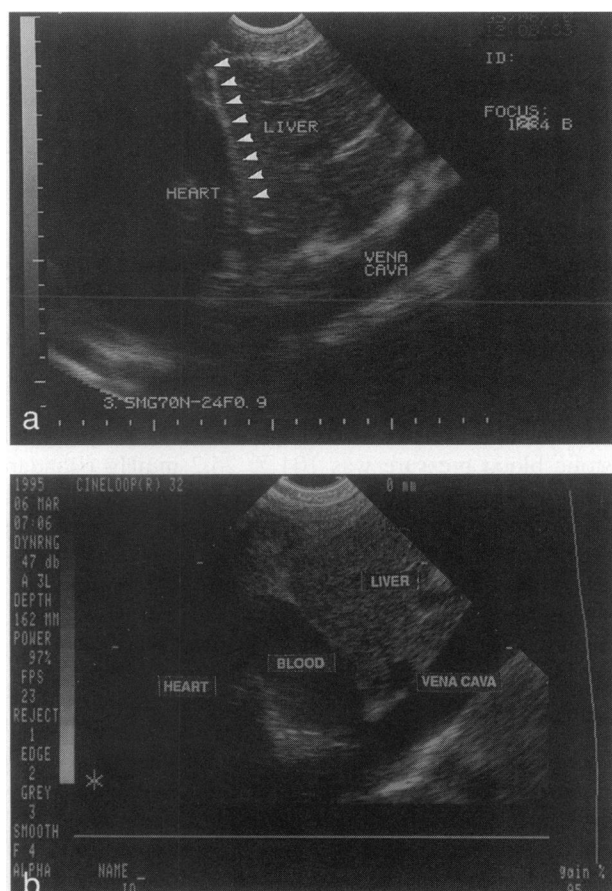 ID:
FOCUS:
LIVER
HEART
VENA
CAVA
3.5MG70N-24F0.9
a
1995 CINELOOP(R) 32 0 mm
06 MAR
07:06
DYNRNG
47 db
A 3L
DEPTH
162 MM
POWER
97%
FPS
23
REJECT
1
EDGE
2
GREY
3
SMOOTH
F 4
ALPHA
LIVER
BLOOD
HEART
VENA CAVA
NAME _
gain %
b